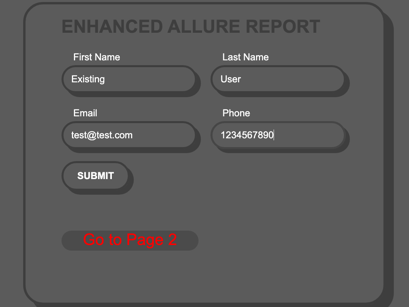 ENHANCED ALLURE REPORT
First Name Last Name
Existing User
Email Phone
test@test.com 1234567890
SUBMIT
Go to Page 2